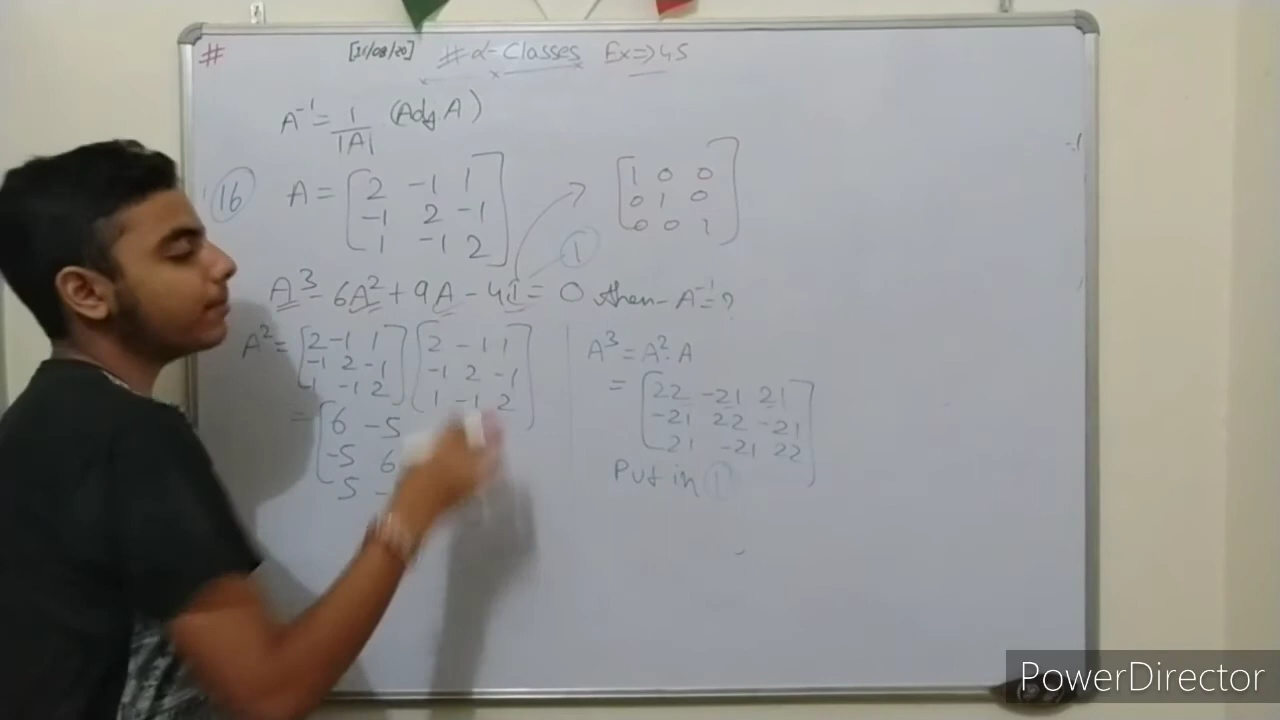 # [11/08/20] # α-Classes Ex⇒4.5
A⁻¹ = 1/|A| (Adj A)
16 A = [2 -1 1
-1 2 -1
1 -1 2]
[1 0 0
0 1 0
0 0 1]
A³ - 6A² + 9A - 4I = 0 then A⁻¹ = ?
1
A² = [2 -1 1
-1 2 -1
1 -1 2]
[2 -1 1
-1 2 -1
1 -1 2]
= [6 -5
-5 6
5 -
A³ = A². A
= [22 -21 21
-21 22 -21
21 -21 22]
Put in 1
PowerDirector